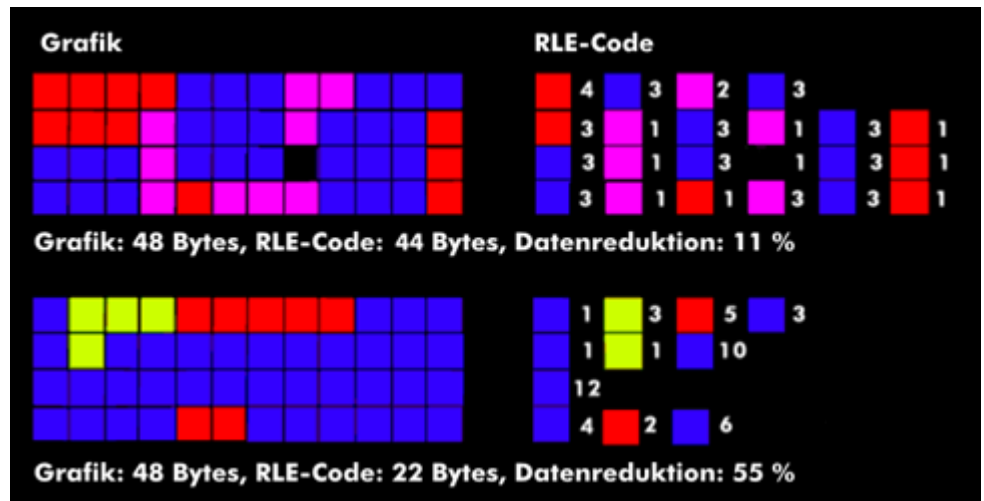 Grafik
RLE-Code
4 3 2 3
3 1 3 1 3 1
3 1 3 1 3 1
3 1 1 3 3 1
Grafik: 48 Bytes, RLE-Code: 44 Bytes, Datenreduktion: 11 %
1 3 5 3
1 1 10
12
4 2 6
Grafik: 48 Bytes, RLE-Code: 22 Bytes, Datenreduktion: 55 %